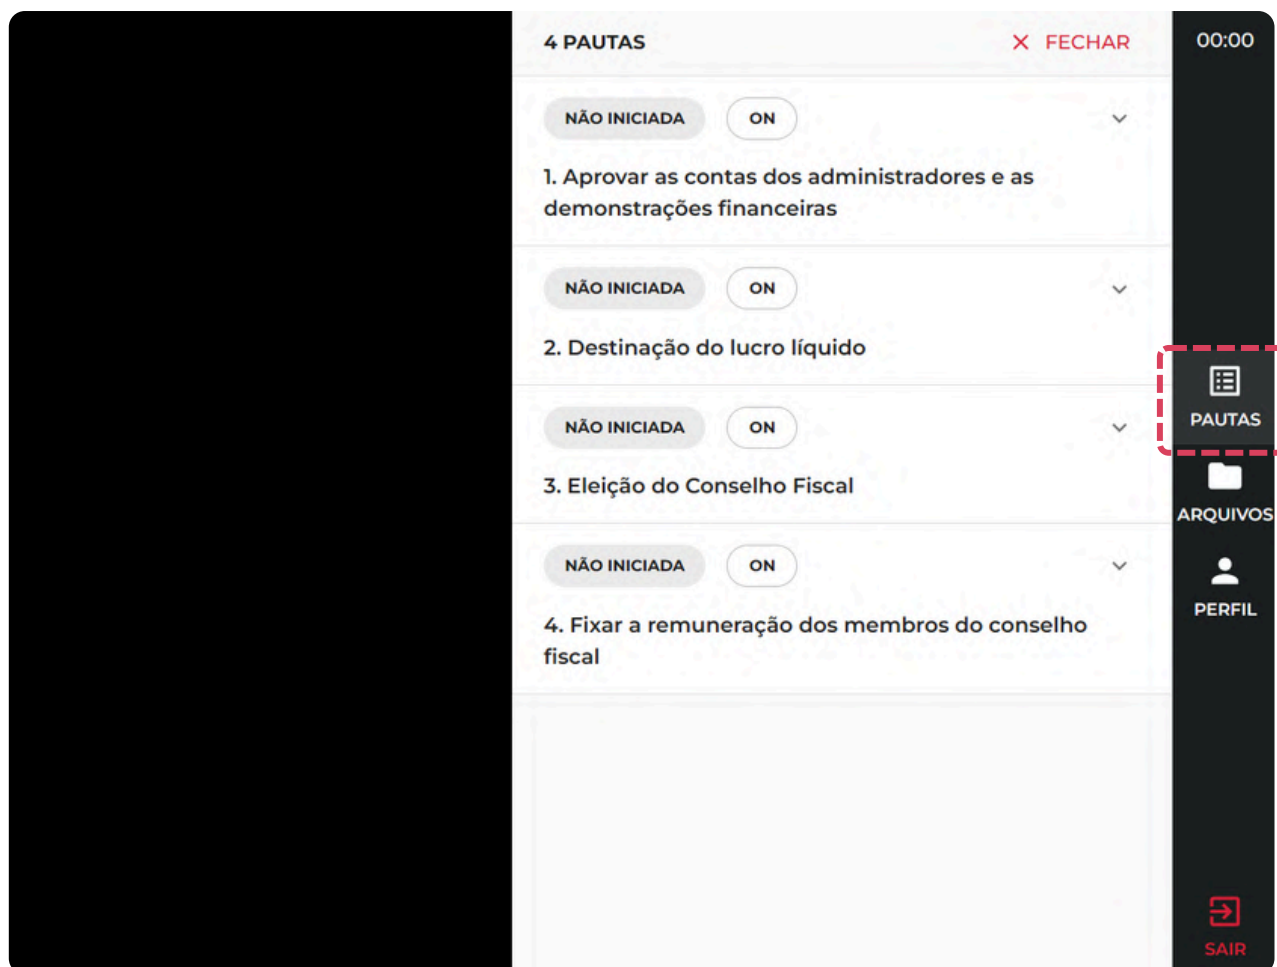 4 PAUTAS
FECHAR
00:00
NÃO INICIADA
ON
1. Aprovar as contas dos administradores e as
demonstrações financeiras
NÃO INICIADA
ON
2. Destinação do lucro líquido
NÃO INICIADA
ON
3. Eleição do Conselho Fiscal
NÃO INICIADA
ON
4. Fixar a remuneração dos membros do conselho
fiscal
PAUTAS
ARQUIVOS
PERFIL
SAIR